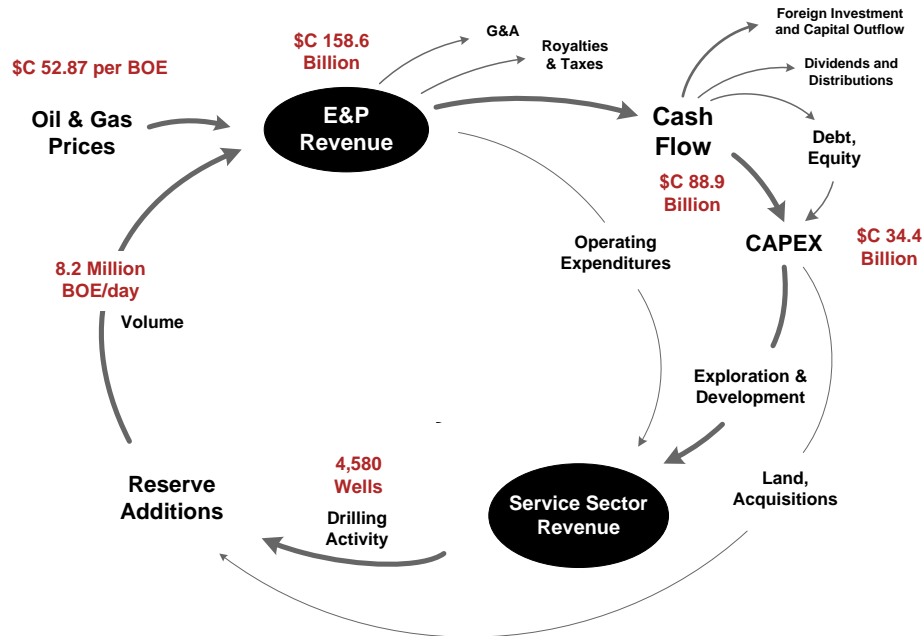 Foreign Investment
and Capital Outflow
G&A
$C 158.6
Billion
Royalties
& Taxes
$C 52.87 per BOE
Dividends and
Distributions
Oil & Gas
Prices
E&P
Revenue
Cash
Flow
Debt,
Equity
$C 88.9
Billion
CAPEX
$C 34.4
Billion
Operating
Expenditures
8.2 Million
BOE/day
Volume
Exploration &
Development
4,580
Wells
Reserve
Additions
Drilling
Activity
Service Sector
Revenue
Land,
Acquisitions